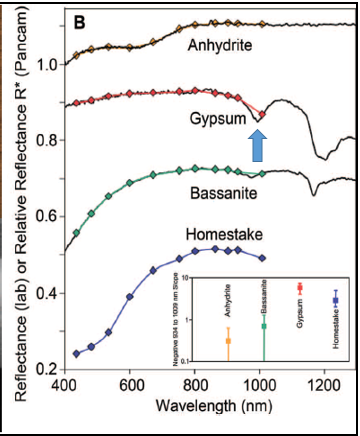 B
Reflectance (lab) or Relative Reflectance R* (Pancam)
1.0
0.8
0.6
0.4
0.2
Anhydrite
Gypsum
Bassanite
Homestake
Negative 934 to 1009 nm Slope
10
1
0.1
Anhydrite
Bassanite
Gypsum
Homestake
400 600 800 1000 1200
Wavelength (nm)